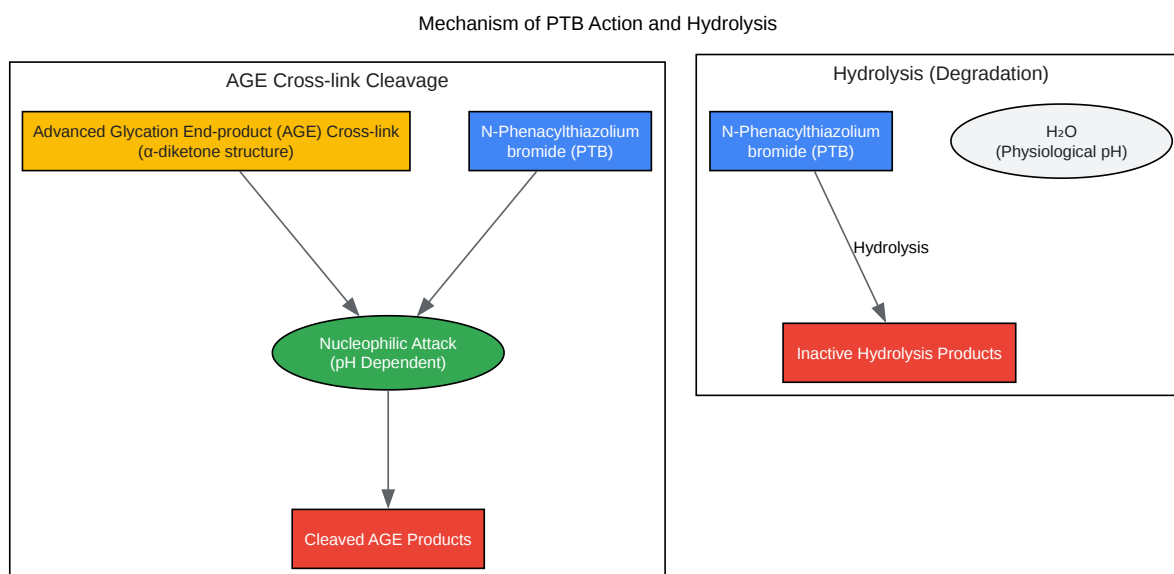 Mechanism of PTB Action and Hydrolysis
AGE Cross-link Cleavage
Advanced Glycation End-product (AGE) Cross-link
(α-diketone structure)
N-Phenacylthiazolium
bromide (PTB)
Nucleophilic Attack
(pH Dependent)
Cleaved AGE Products
Hydrolysis (Degradation)
N-Phenacylthiazolium
bromide (PTB)
H₂O
(Physiological pH)
Hydrolysis
Inactive Hydrolysis Products